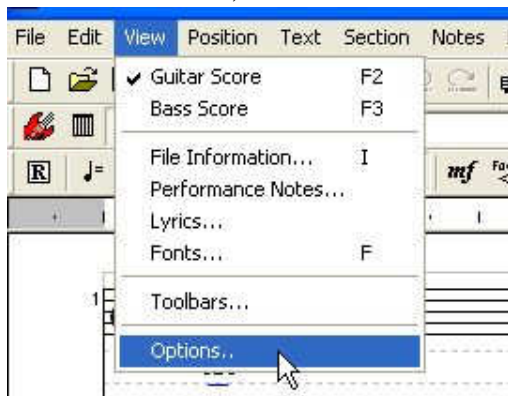 File Edit View Position Text Section Notes
Guitar Score F2
Bass Score F3
File Information... I
Performance Notes...
Lyrics...
Fonts... F
Toolbars...
Options..
R
mf
1